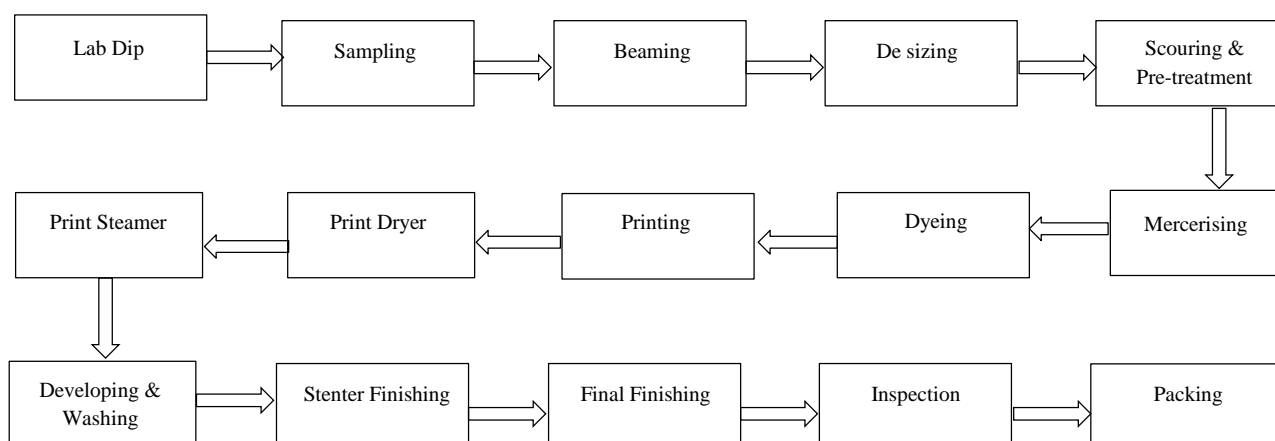 Lab Dip
Sampling
Beaming
De sizing
Scouring &
Pre-treatment
Print Steamer
Print Dryer
Printing
Dyeing
Mercerising
Developing &
Washing
Stenter Finishing
Final Finishing
Inspection
Packing